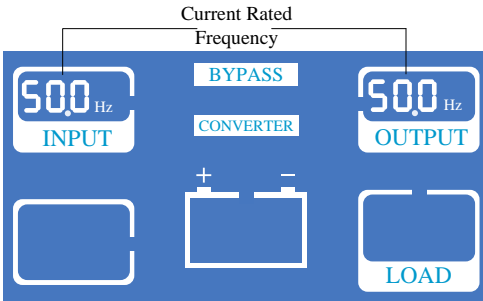 Current Rated
Frequency
50.0 Hz
BYPASS
50.0 Hz
INPUT
CONVERTER
OUTPUT
+ −
LOAD